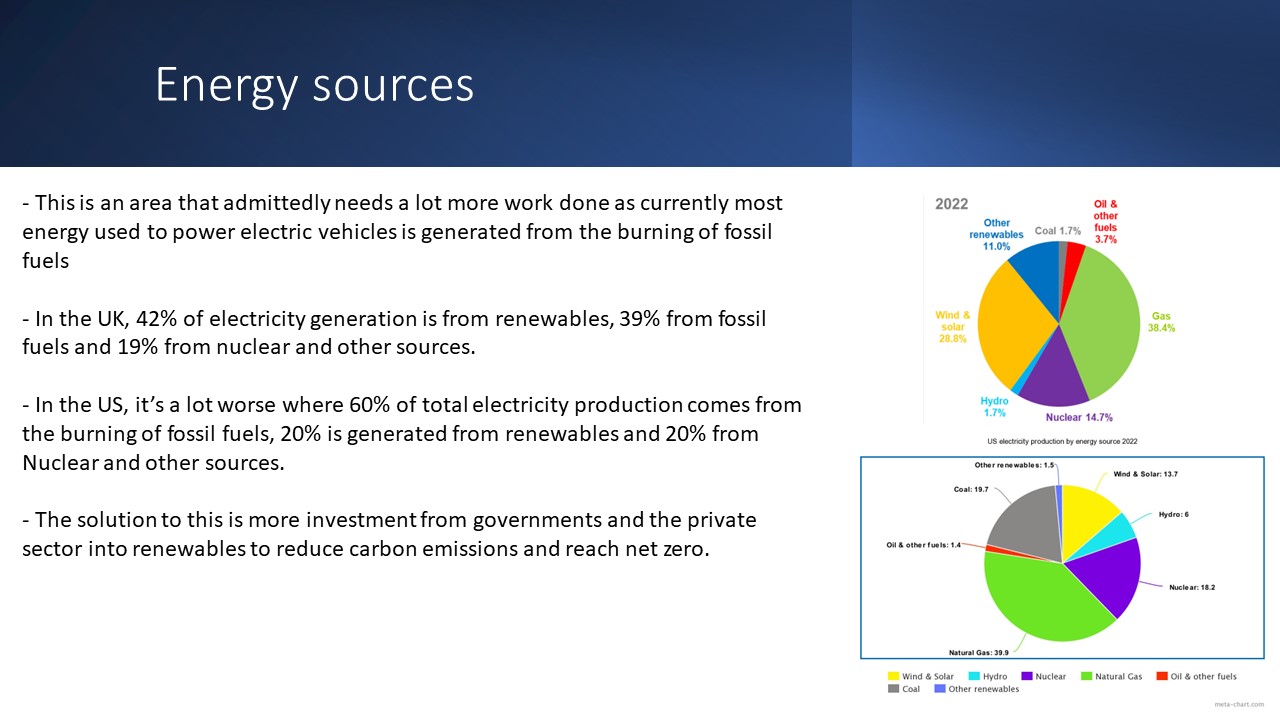 Energy sources
- This is an area that admittedly needs a lot more work done as currently most
energy used to power electric vehicles is generated from the burning of fossil
fuels
- In the UK, 42% of electricity generation is from renewables, 39% from fossil
fuels and 19% from nuclear and other sources.
- In the US, it’s a lot worse where 60% of total electricity production comes from
the burning of fossil fuels, 20% is generated from renewables and 20% from
Nuclear and other sources.
- The solution to this is more investment from governments and the private
sector into renewables to reduce carbon emissions and reach net zero.
2022
Oil &
other
fuels
3.7%
Coal 1.7%
Other
renewables
11.0%
Wind &
solar
28.8%
Gas
38.4%
Hydro
1.7%
Nuclear 14.7%
US electricity production by energy source 2022
Other renewables: 1.5
Wind & Solar: 13.7
Coal: 19.7
Hydro: 6
Oil & other fuels: 1.4
Nuclear: 18.2
Natural Gas: 39.9
Wind & Solar Hydro Nuclear Natural Gas Oil & other fuels
Coal Other renewables
meta-chart.com